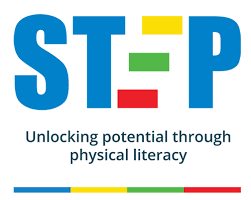 STEP
Unlocking potential through
physical literacy